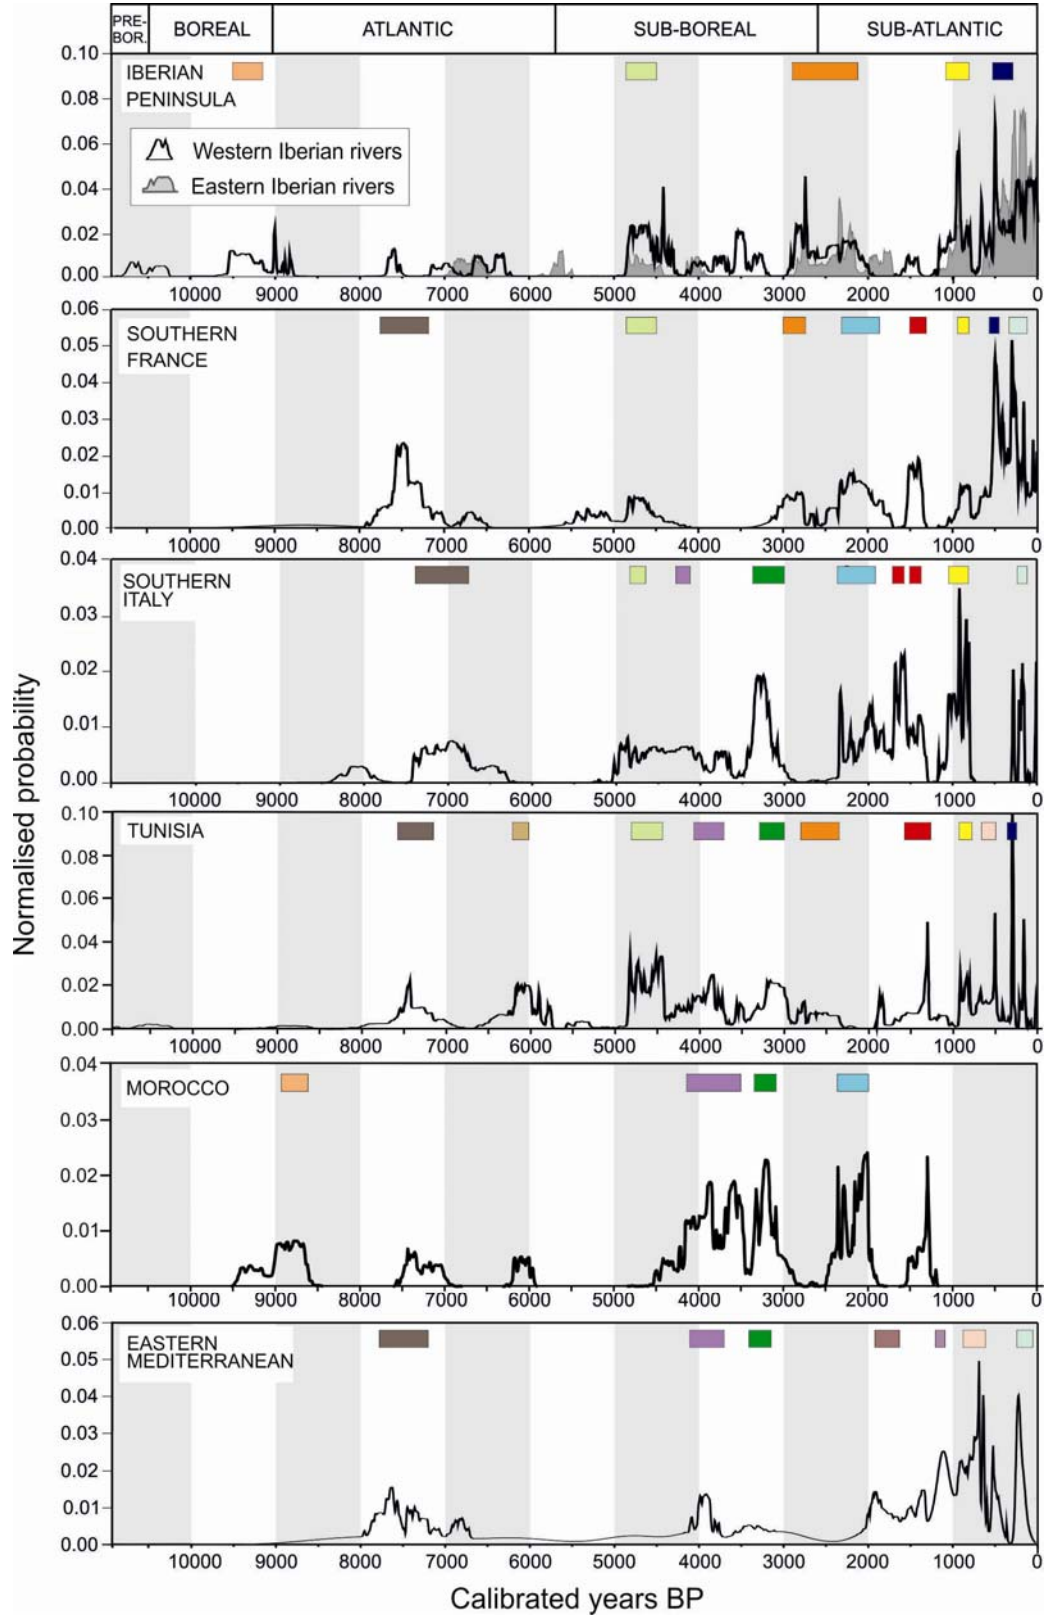 PRE-
BOR.
BOREAL
ATLANTIC
SUB-BOREAL
SUB-ATLANTIC
Normalised probability
0.10
0.08
0.06
0.04
0.02
0.00
IBERIAN
PENINSULA
Western Iberian rivers
Eastern Iberian rivers
10000 9000 8000 7000 6000 5000 4000 3000 2000 1000 0
0.06
0.05
0.04
0.03
0.02
0.01
0.00
SOUTHERN
FRANCE
10000 9000 8000 7000 6000 5000 4000 3000 2000 1000 0
0.04
0.03
0.02
0.01
0.00
SOUTHERN
ITALY
10000 9000 8000 7000 6000 5000 4000 3000 2000 1000 0
0.10
0.08
0.06
0.04
0.02
0.00
TUNISIA
10000 9000 8000 7000 6000 5000 4000 3000 2000 1000 0
0.04
0.03
0.02
0.01
0.00
MOROCCO
10000 9000 8000 7000 6000 5000 4000 3000 2000 1000 0
0.06
0.05
0.04
0.03
0.02
0.01
0.00
EASTERN
MEDITERRANEAN
10000 9000 8000 7000 6000 5000 4000 3000 2000 1000 0
Calibrated years BP